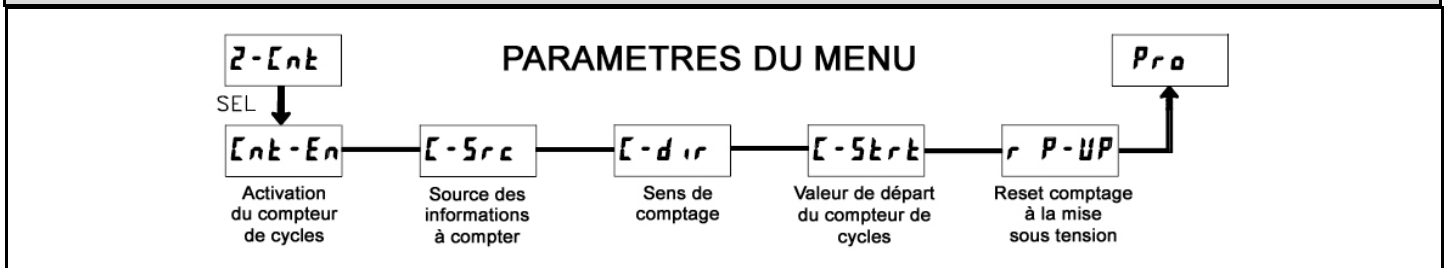 PARAMETRES DU MENU
2-Cnt
Pro
SEL
Cnt-En
C-Src
C-dir
C-Strt
r P-UP
Activation
du compteur
de cycles
Source des
informations
à compter
Sens de
comptage
Valeur de départ
du compteur de
cycles
Reset comptage
à la mise
sous tension